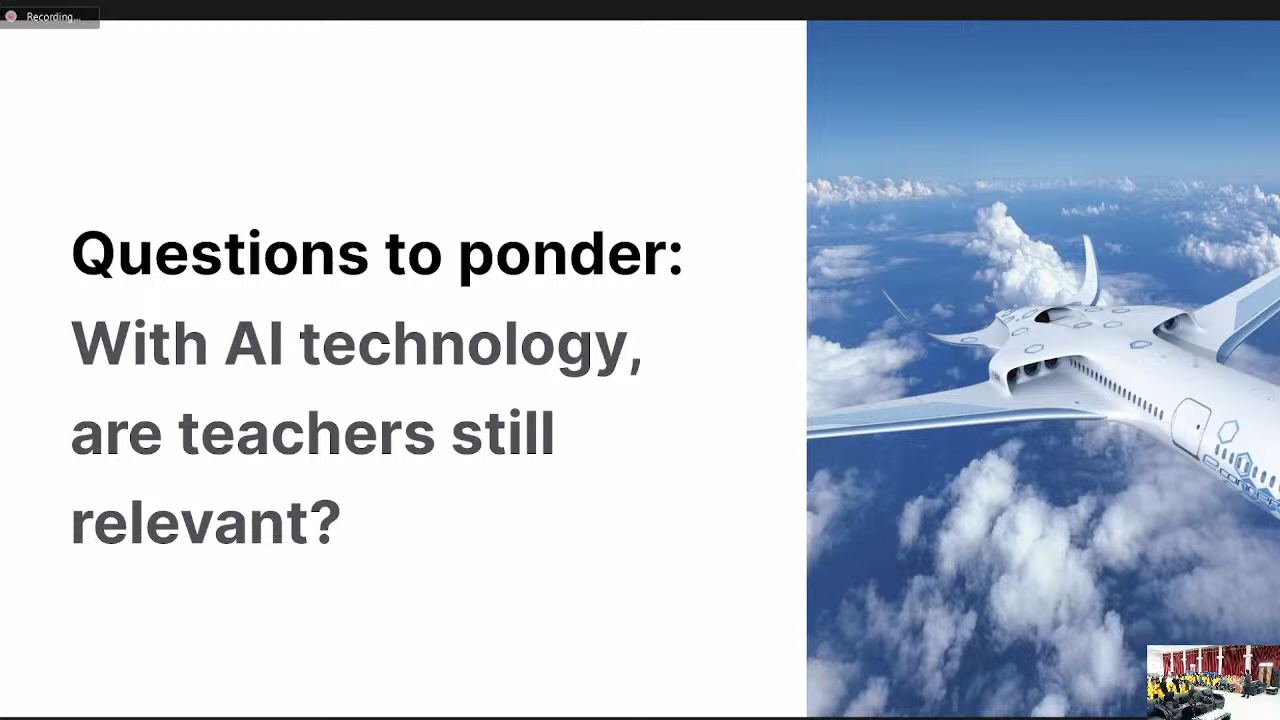 Recording...
Questions to ponder:
With AI technology,
are teachers still
relevant?